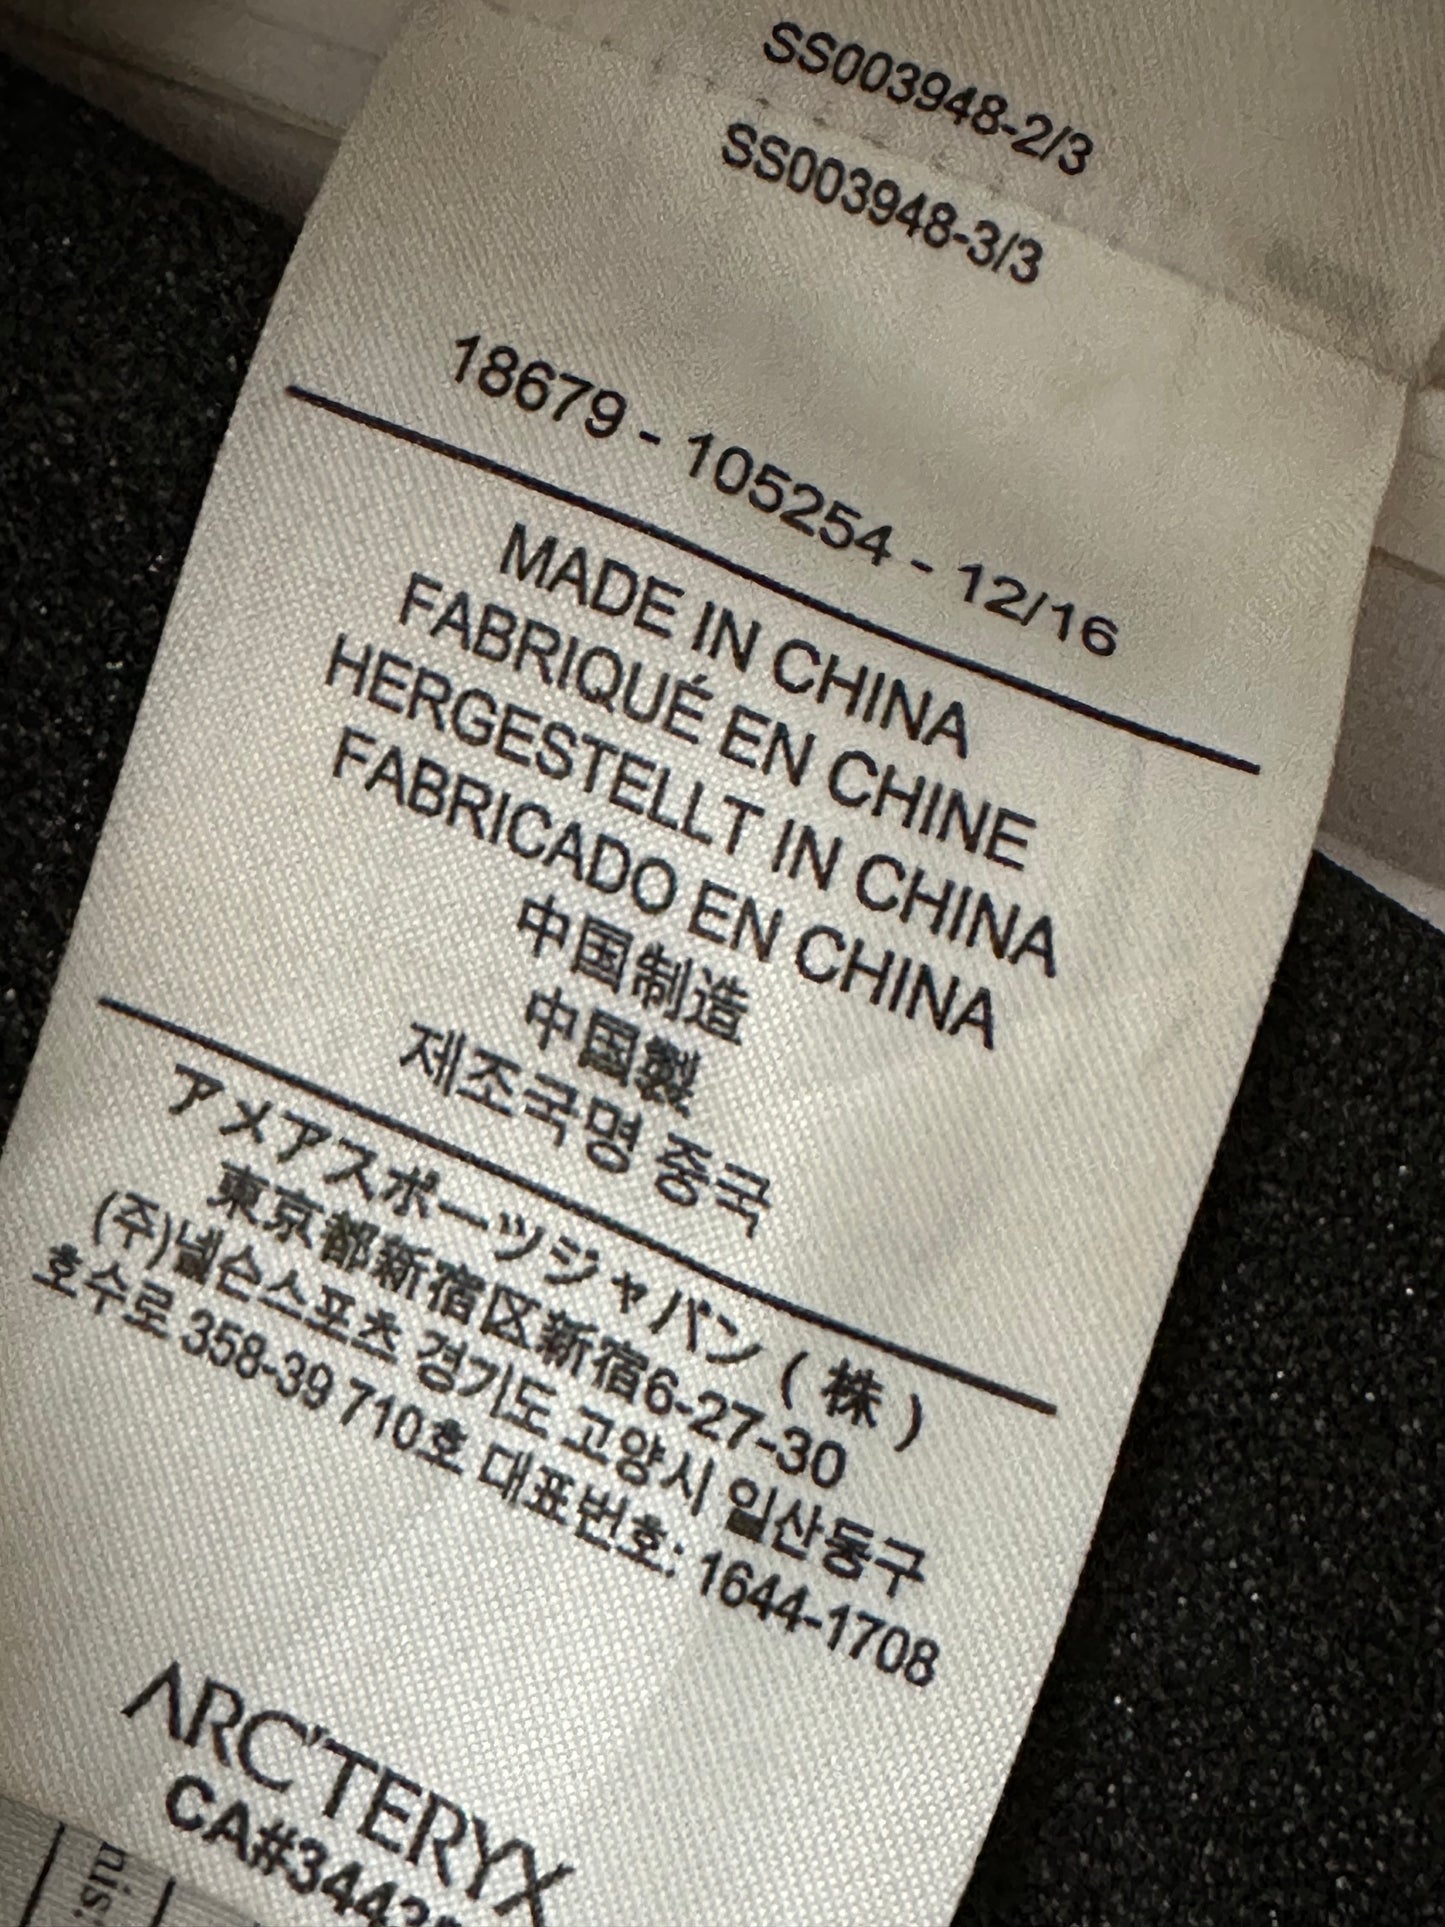 SS003948-2/3
SS003948-3/3
18679 - 105254 - 12/16
MADE IN CHINA
FABRIQUÉ EN CHINE
HERGESTELLT IN CHINA
FABRICADO EN CHINA
中国制造
中国製
제조국명 중국
アメアスポーツジャパン ( 株 )
東京都新宿区新宿6-27-30
(주)넬슨스포츠 경기도 고양시 일산동구
호수로 358-39 710호 대표번호: 1644-1708
ARC'TERYX